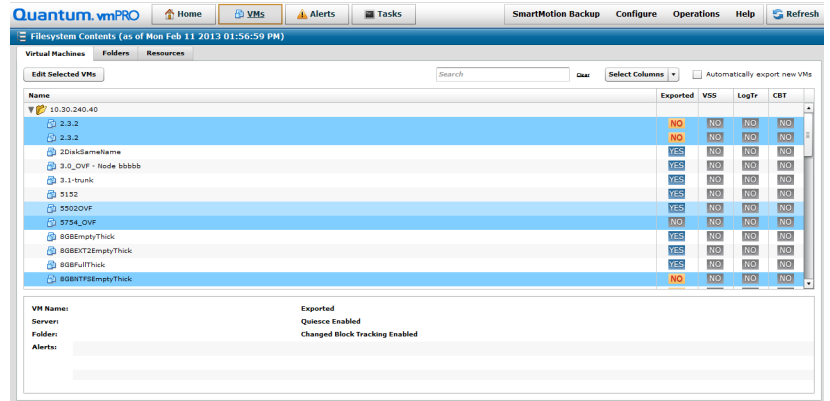 Quantum. vmPRO Home VMs Alerts Tasks SmartMotion Backup Configure Operations Help Refresh
Filesystem Contents (as of Mon Feb 11 2013 01:56:59 PM)
Virtual Machines Folders Resources
Edit Selected VMs Search Clear Select Columns Automatically export new VMs
Name Exported VSS LogTr CBT
10.30.240.40
2.3.2 NO NO NO NO
2.3.2 NO NO NO NO
2DiskSameName YES NO NO NO
3.0_OVF - Node bbbbb YES NO NO NO
3.1-trunk YES NO NO NO
5152 YES NO NO NO
5502OVF YES NO NO NO
5754_OVF NO NO NO NO
8GBEmptyThick YES NO NO NO
8GBEXT2EmptyThick YES NO NO NO
8GBFullThick YES NO NO NO
8GBNTFSEmptyThick NO NO NO NO
VM Name: Exported
Server: Quiesce Enabled
Folder: Changed Block Tracking Enabled
Alerts: